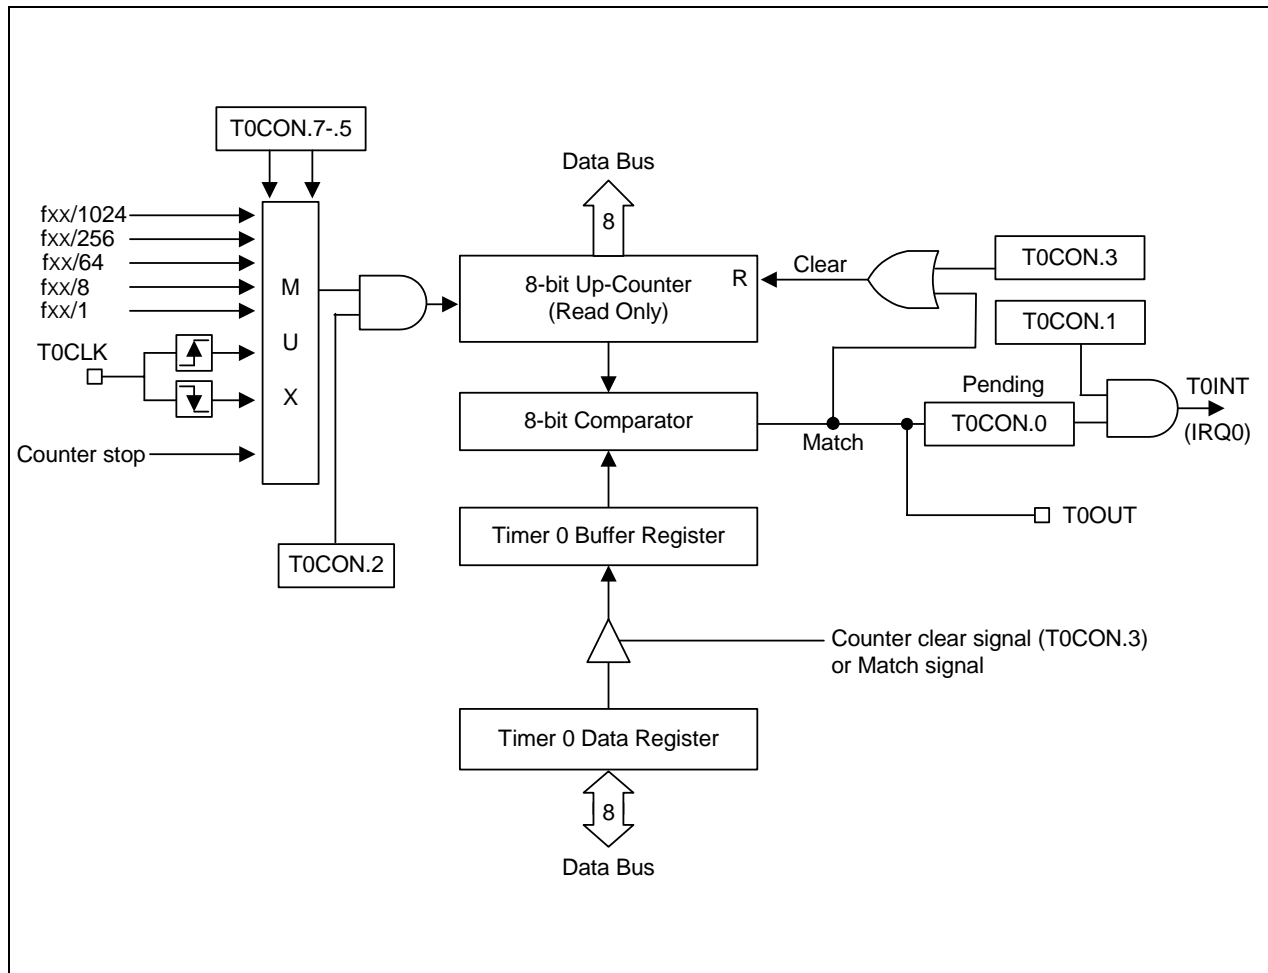 T0CON.7-.5
Data Bus
8
fxx/1024
fxx/256
fxx/64
fxx/8
fxx/1
T0CLK
Counter stop
M
U
X
T0CON.2
8-bit Up-Counter
(Read Only)
R
Clear
T0CON.3
T0CON.1
8-bit Comparator
Match
Pending
T0CON.0
T0INT
(IRQ0)
T0OUT
Timer 0 Buffer Register
Counter clear signal (T0CON.3)
or Match signal
Timer 0 Data Register
8
Data Bus